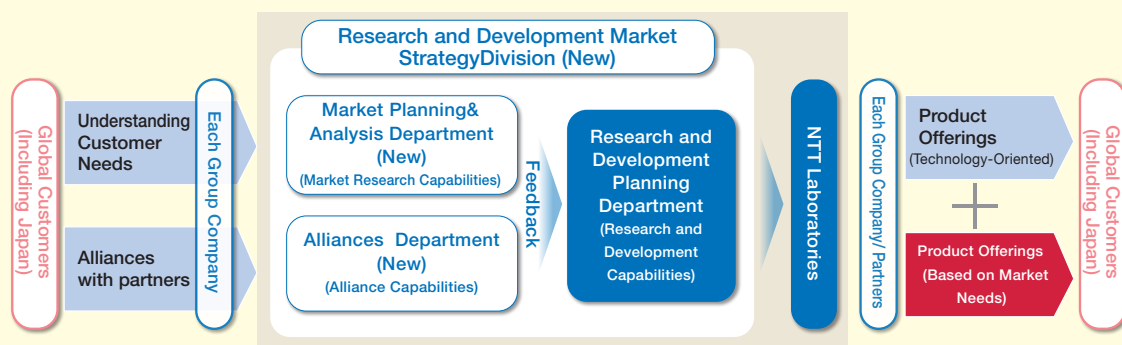 Research and Development Market
StrategyDivision (New)
Global Customers
(Including Japan)
Understanding
Customer
Needs
Alliances
with partners
Each Group Company
Market Planning&
Analysis Department
(New)
(Market Research Capabilities)
Alliances Department
(New)
(Alliance Capabilities)
Feedback
Research and
Development
Planning
Department
(Research and
Development
Capabilities)
NTT Laboratories
Each Group Company/ Partners
Product
Offerings
(Technology-Oriented)
Product Offerings
(Based on Market
Needs)
Global Customers
(Including Japan)